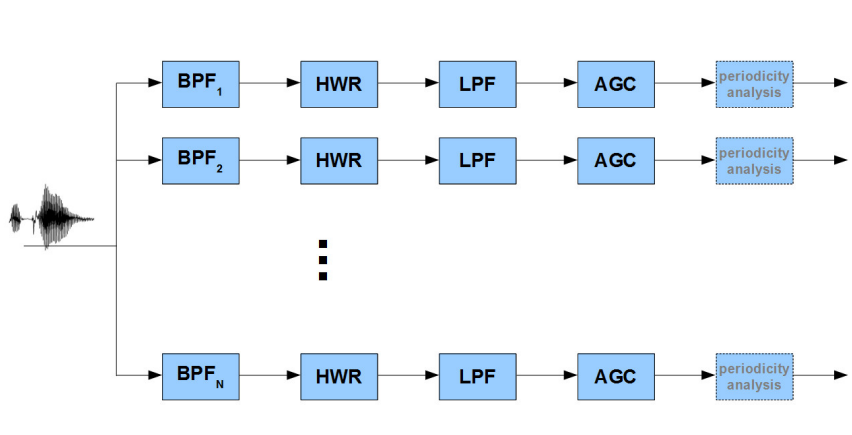 BPF1 HWR LPF AGC periodicity analysis
BPF2 HWR LPF AGC periodicity analysis
BPFN HWR LPF AGC periodicity analysis